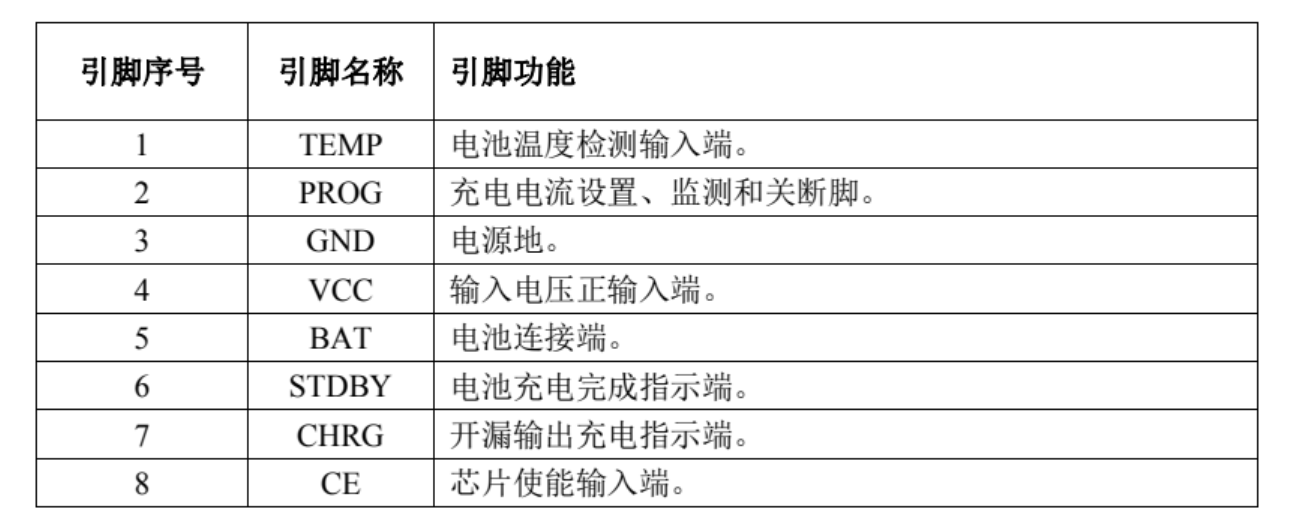 引脚序号 引脚名称 引脚功能
1 TEMP 电池温度检测输入端。
2 PROG 充电电流设置、监测和关断脚。
3 GND 电源地。
4 VCC 输入电压正输入端。
5 BAT 电池连接端。
6 STDBY 电池充电完成指示端。
7 CHRG 开漏输出充电指示端。
8 CE 芯片使能输入端。